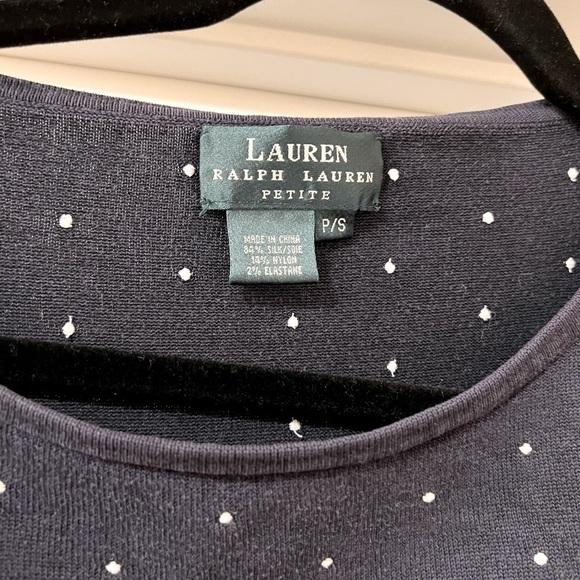 LAUREN
RALPH LAUREN
PETITE
P/S
MADE IN CHINA
84% SILK/SOIE
14% NYLON
2% ELASTANE